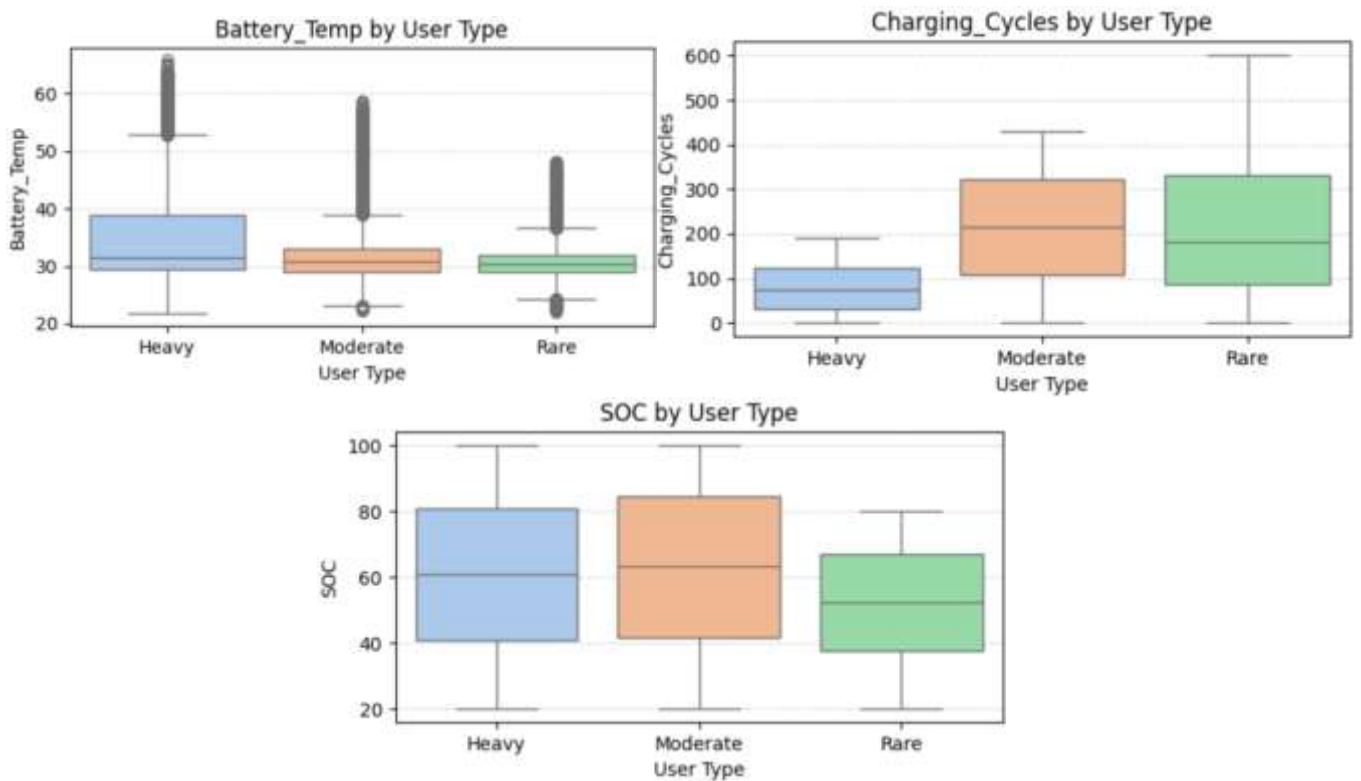 Battery_Temp by User Type
Battery_Temp
60
50
40
30
20
Heavy Moderate Rare
User Type
Charging_Cycles by User Type
Charging_Cycles
600
500
400
300
200
100
0
Heavy Moderate Rare
User Type
SOC by User Type
SOC
100
80
60
40
20
Heavy Moderate Rare
User Type